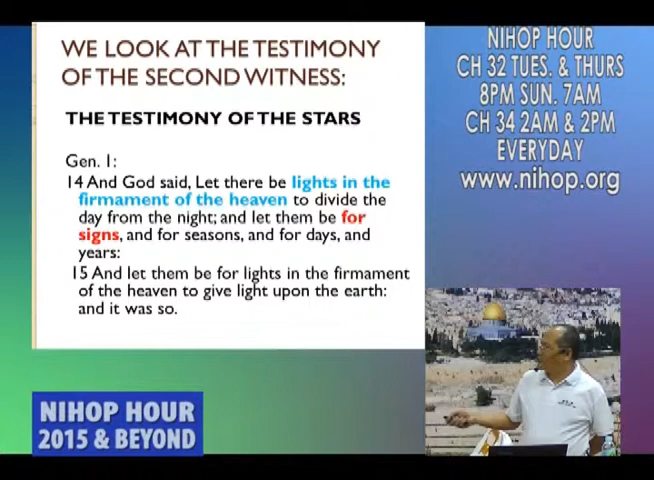 WE LOOK AT THE TESTIMONY
OF THE SECOND WITNESS:
THE TESTIMONY OF THE STARS
Gen. 1:
14 And God said, Let there be lights in the
firmament of the heaven to divide the
day from the night; and let them be for
signs, and for seasons, and for days, and
years:
15 And let them be for lights in the firmament
of the heaven to give light upon the earth:
and it was so.
NIHOP HOUR
CH 32 TUES. & THURS
8PM SUN. 7AM
CH 34 2AM & 2PM
EVERYDAY
www.nihop.org
NIHOP HOUR
2015 & BEYOND